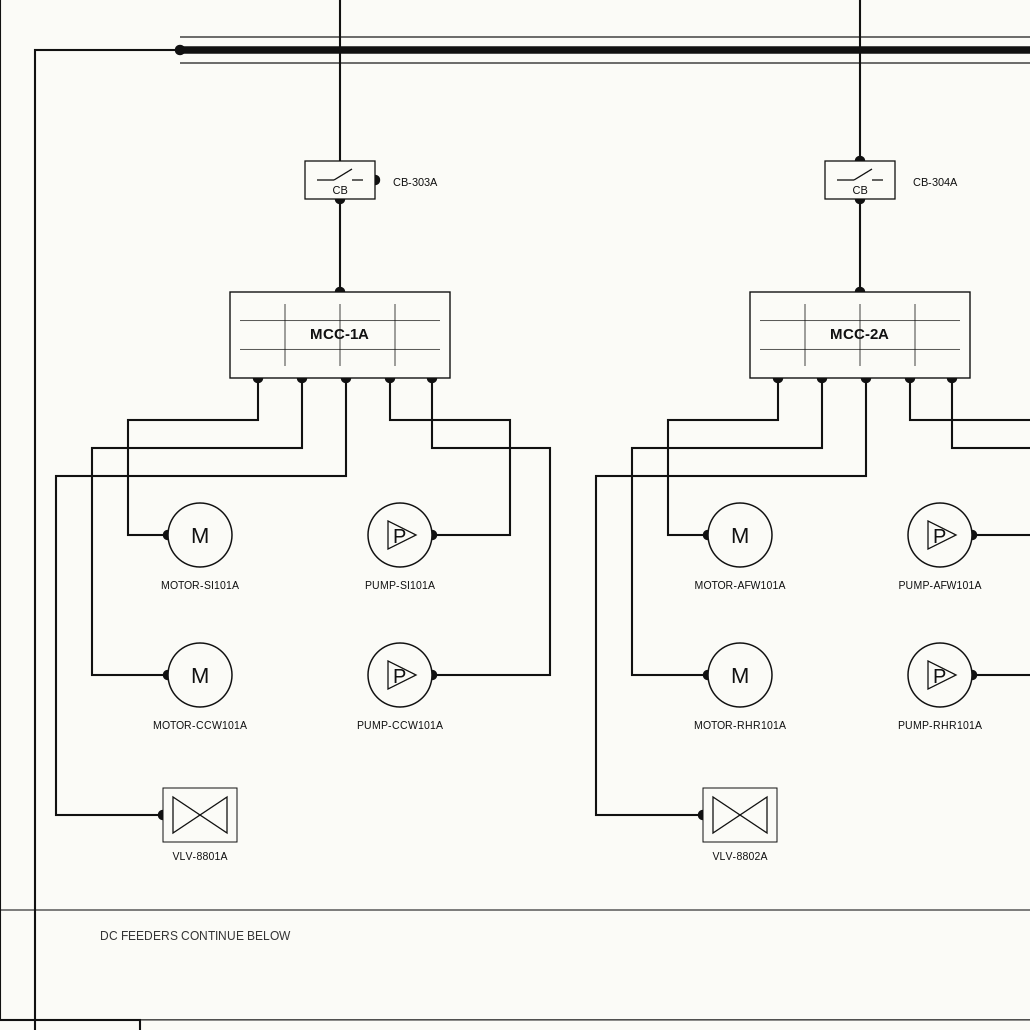 CB
CB-303A
CB
CB-304A
MCC-1A
MCC-2A
M
P
M
P
MOTOR-SI101A
PUMP-SI101A
MOTOR-AFW101A
PUMP-AFW101A
M
P
M
P
MOTOR-CCW101A
PUMP-CCW101A
MOTOR-RHR101A
PUMP-RHR101A
VLV-8801A
VLV-8802A
DC FEEDERS CONTINUE BELOW